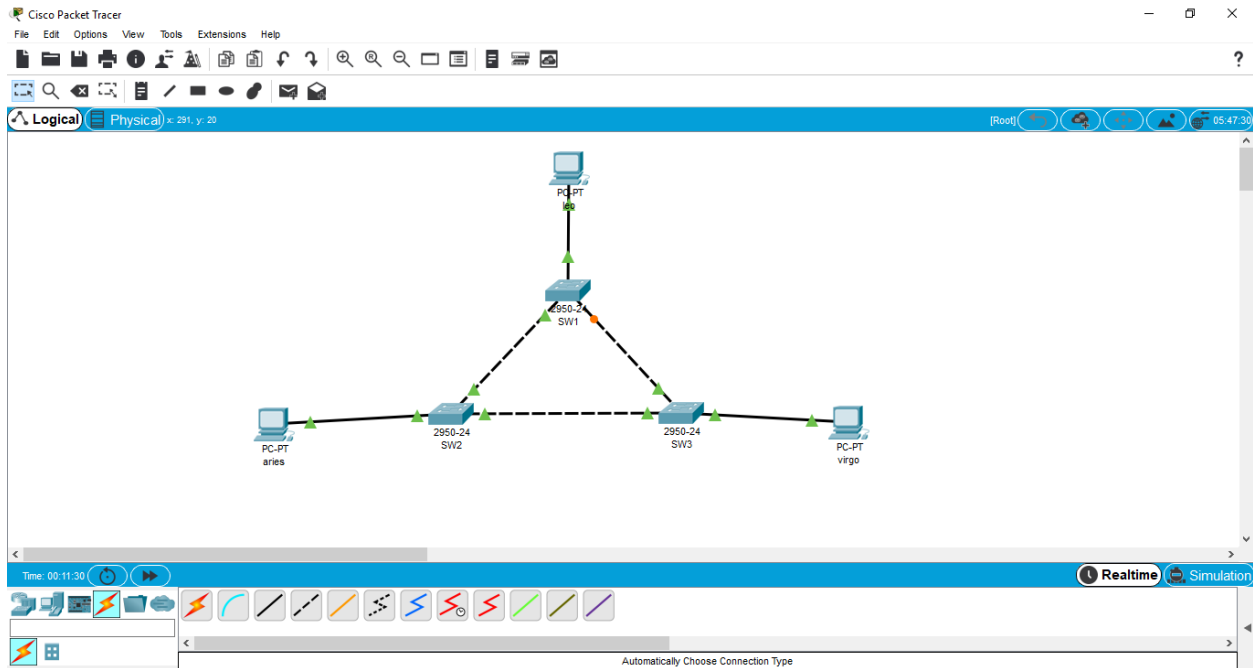 Cisco Packet Tracer
File Edit Options View Tools Extensions Help
?
Logical Physical x: 291, y: 20 [Root] 05:47:30
PC-PT
leo
2950-24
SW1
2950-24
SW2
2950-24
SW3
PC-PT
aries
PC-PT
virgo
Time: 00:11:30 Realtime Simulation
Automatically Choose Connection Type